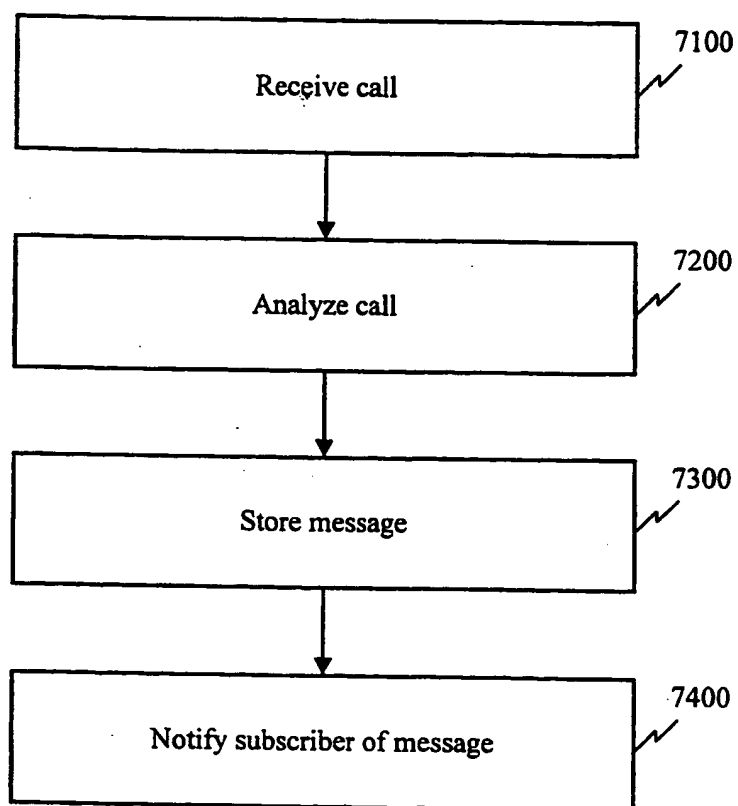 7100
Receive call
7200
Analyze call
7300
Store message
7400
Notify subscriber of message